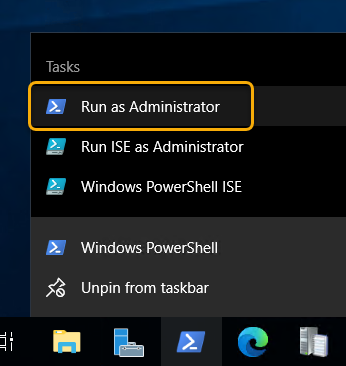 Tasks
Run as Administrator
Run ISE as Administrator
Windows PowerShell ISE
Windows PowerShell
Unpin from taskbar